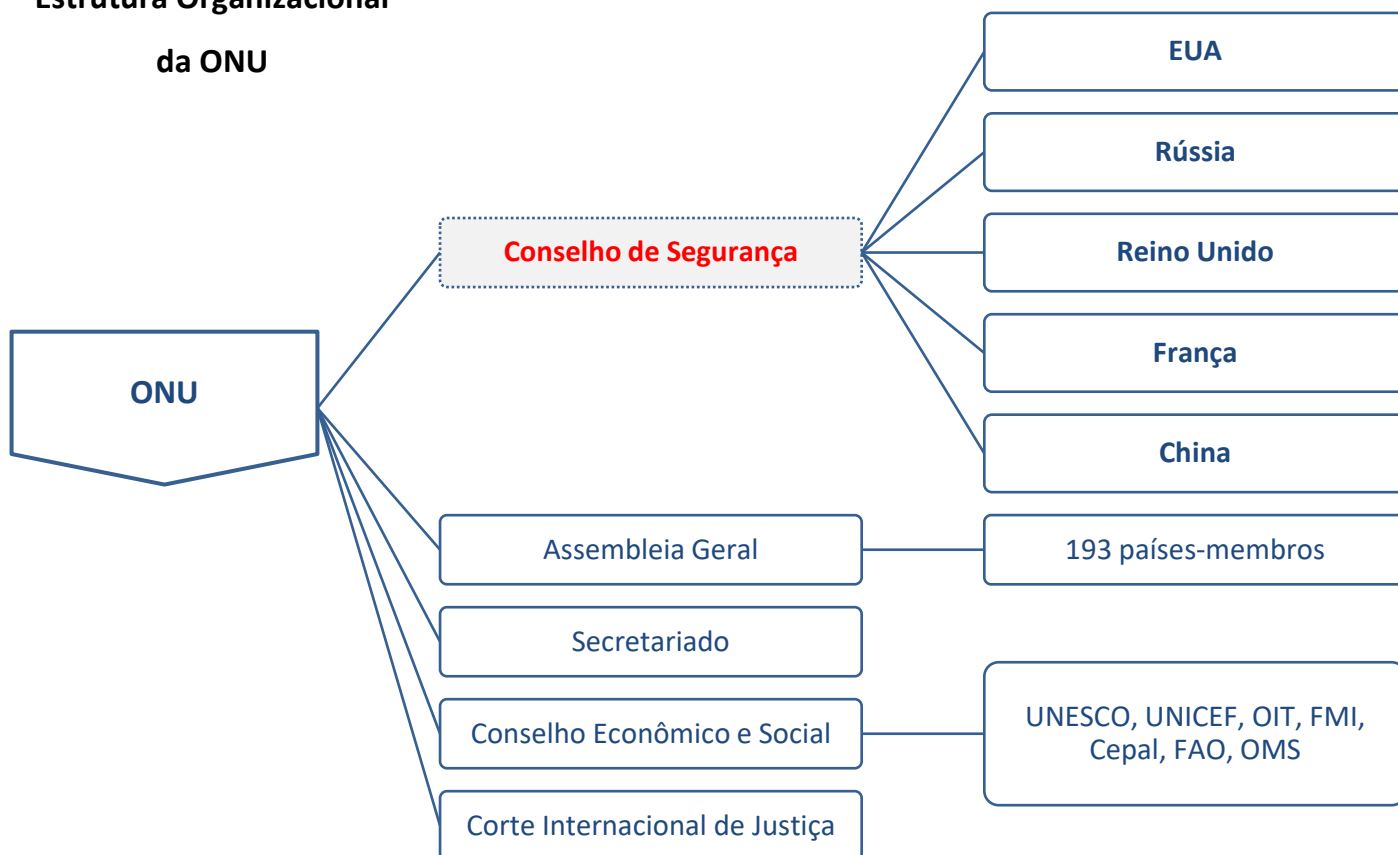 Estrutura Organizacional
da ONU
ONU
Conselho de Segurança
EUA
Rússia
Reino Unido
França
China
Assembleia Geral
193 países-membros
Secretariado
Conselho Econômico e Social
UNESCO, UNICEF, OIT, FMI,
Cepal, FAO, OMS
Corte Internacional de Justiça